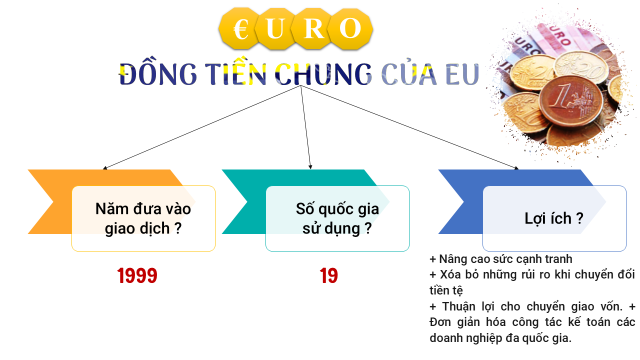 €URO
ĐỒNG TIỀN CHUNG CỦA EU
EURO
Năm đưa vào
giao dịch ?
1999
Số quốc gia
sử dụng ?
19
Lợi ích ?
+ Nâng cao sức cạnh tranh
+ Xóa bỏ những rủi ro khi chuyển đổi
tiền tệ
+ Thuận lợi cho chuyển giao vốn. +
Đơn giản hóa công tác kế toán các
doanh nghiệp đa quốc gia.